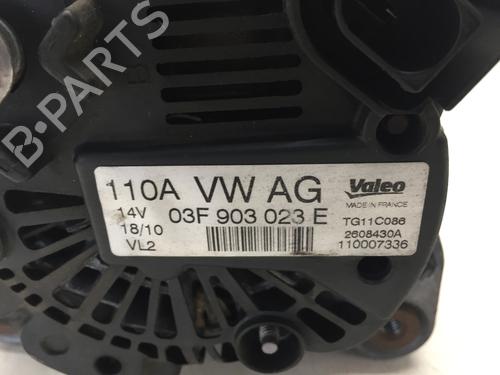 B-PARTS
110A VW AG
14V 03F 903 023 E
18/10
VL2
Valeo
MADE IN FRANCE
TG11C086
2608430A
110007336